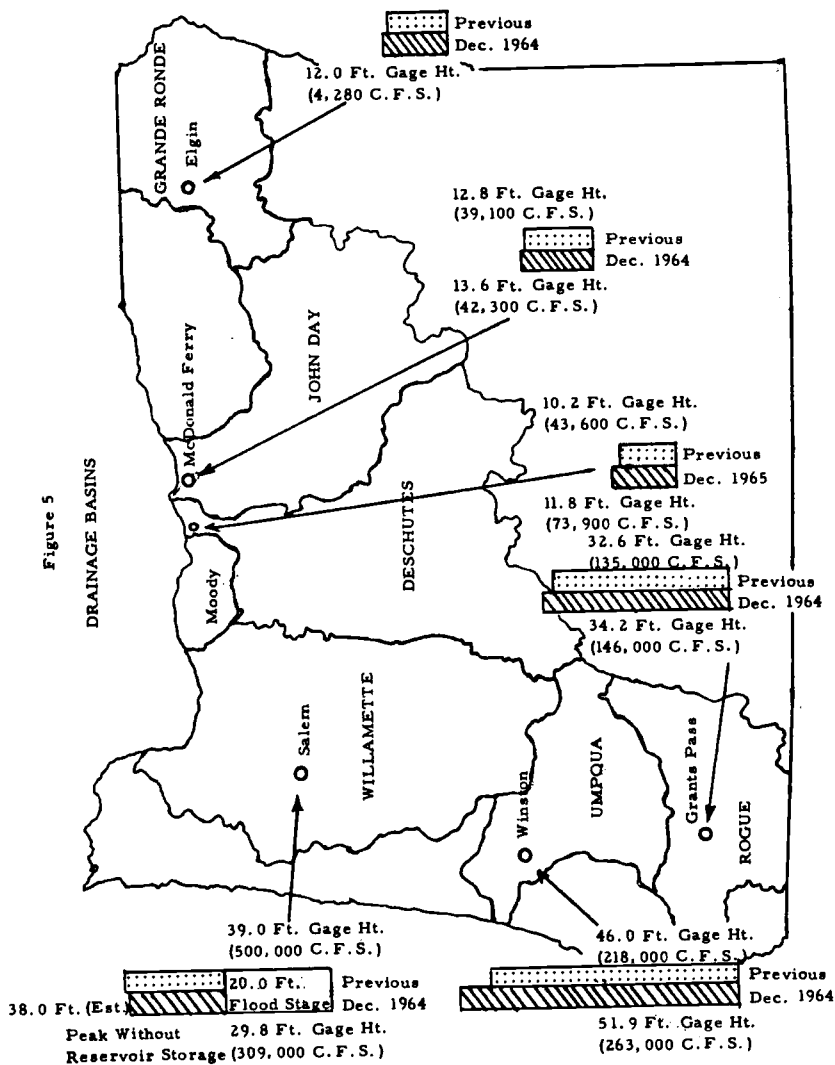 Figure 5
DRAINAGE BASINS
Previous
Dec. 1964
12.0 Ft. Gage Ht.
(4,280 C.F.S.)
GRANDE RONDE
Elgin
12.8 Ft. Gage Ht.
(39,100 C.F.S.)
Previous
Dec. 1964
13.6 Ft. Gage Ht.
(42,300 C.F.S.)
McDonald Ferry
JOHN DAY
10.2 Ft. Gage Ht.
(43,600 C.F.S.)
Previous
Dec. 1965
11.8 Ft. Gage Ht.
(73,900 C.F.S.)
Moody
DESCHUTES
32.6 Ft. Gage Ht.
(135,000 C.F.S.)
Previous
Dec. 1964
34.2 Ft. Gage Ht.
(146,000 C.F.S.)
Salem
WILLAMETTE
Winston
UMPQUA
Grants Pass
ROGUE
39.0 Ft. Gage Ht.
(500,000 C.F.S.)
20.0 Ft.
Previous
38.0 Ft. (Est.)
Flood Stage
Dec. 1964
Peak Without
29.8 Ft. Gage Ht.
Reservoir Storage
(309,000 C.F.S.)
46.0 Ft. Gage Ht.
(218,000 C.F.S.)
Previous
Dec. 1964
51.9 Ft. Gage Ht.
(263,000 C.F.S.)